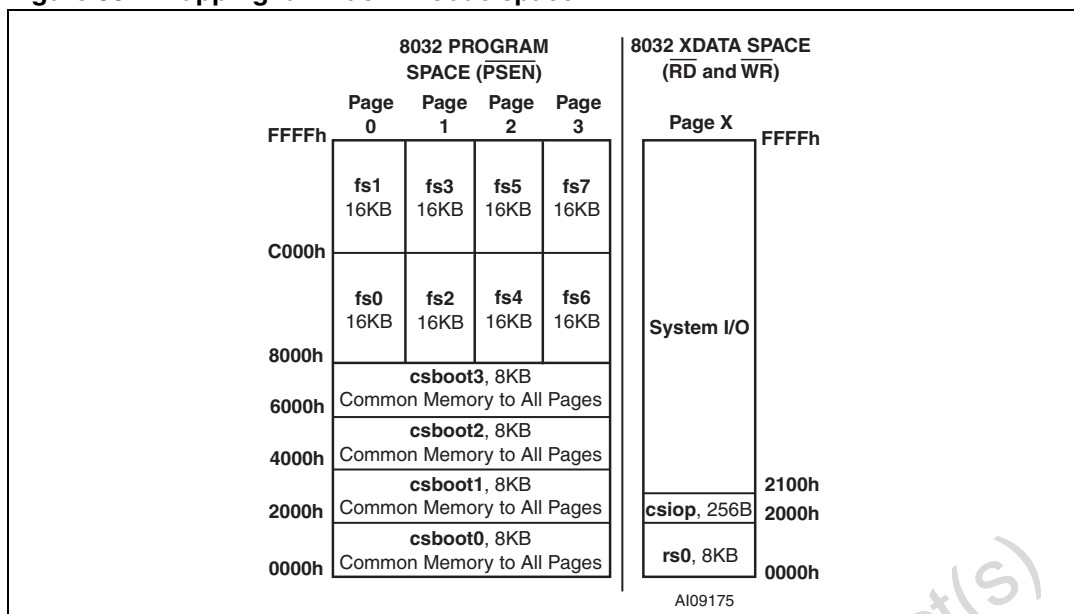 8032 PROGRAM
SPACE (PSEN)
Page 0
Page 1
Page 2
Page 3
FFFFh
fs1
16KB
fs3
16KB
fs5
16KB
fs7
16KB
C000h
fs0
16KB
fs2
16KB
fs4
16KB
fs6
16KB
8000h
csboot3, 8KB
Common Memory to All Pages
6000h
csboot2, 8KB
Common Memory to All Pages
4000h
csboot1, 8KB
Common Memory to All Pages
2000h
csboot0, 8KB
Common Memory to All Pages
0000h
8032 XDATA SPACE
(RD and WR)
Page X
FFFFh
System I/O
2100h
csiop, 256B
2000h
rs0, 8KB
0000h
AI09175